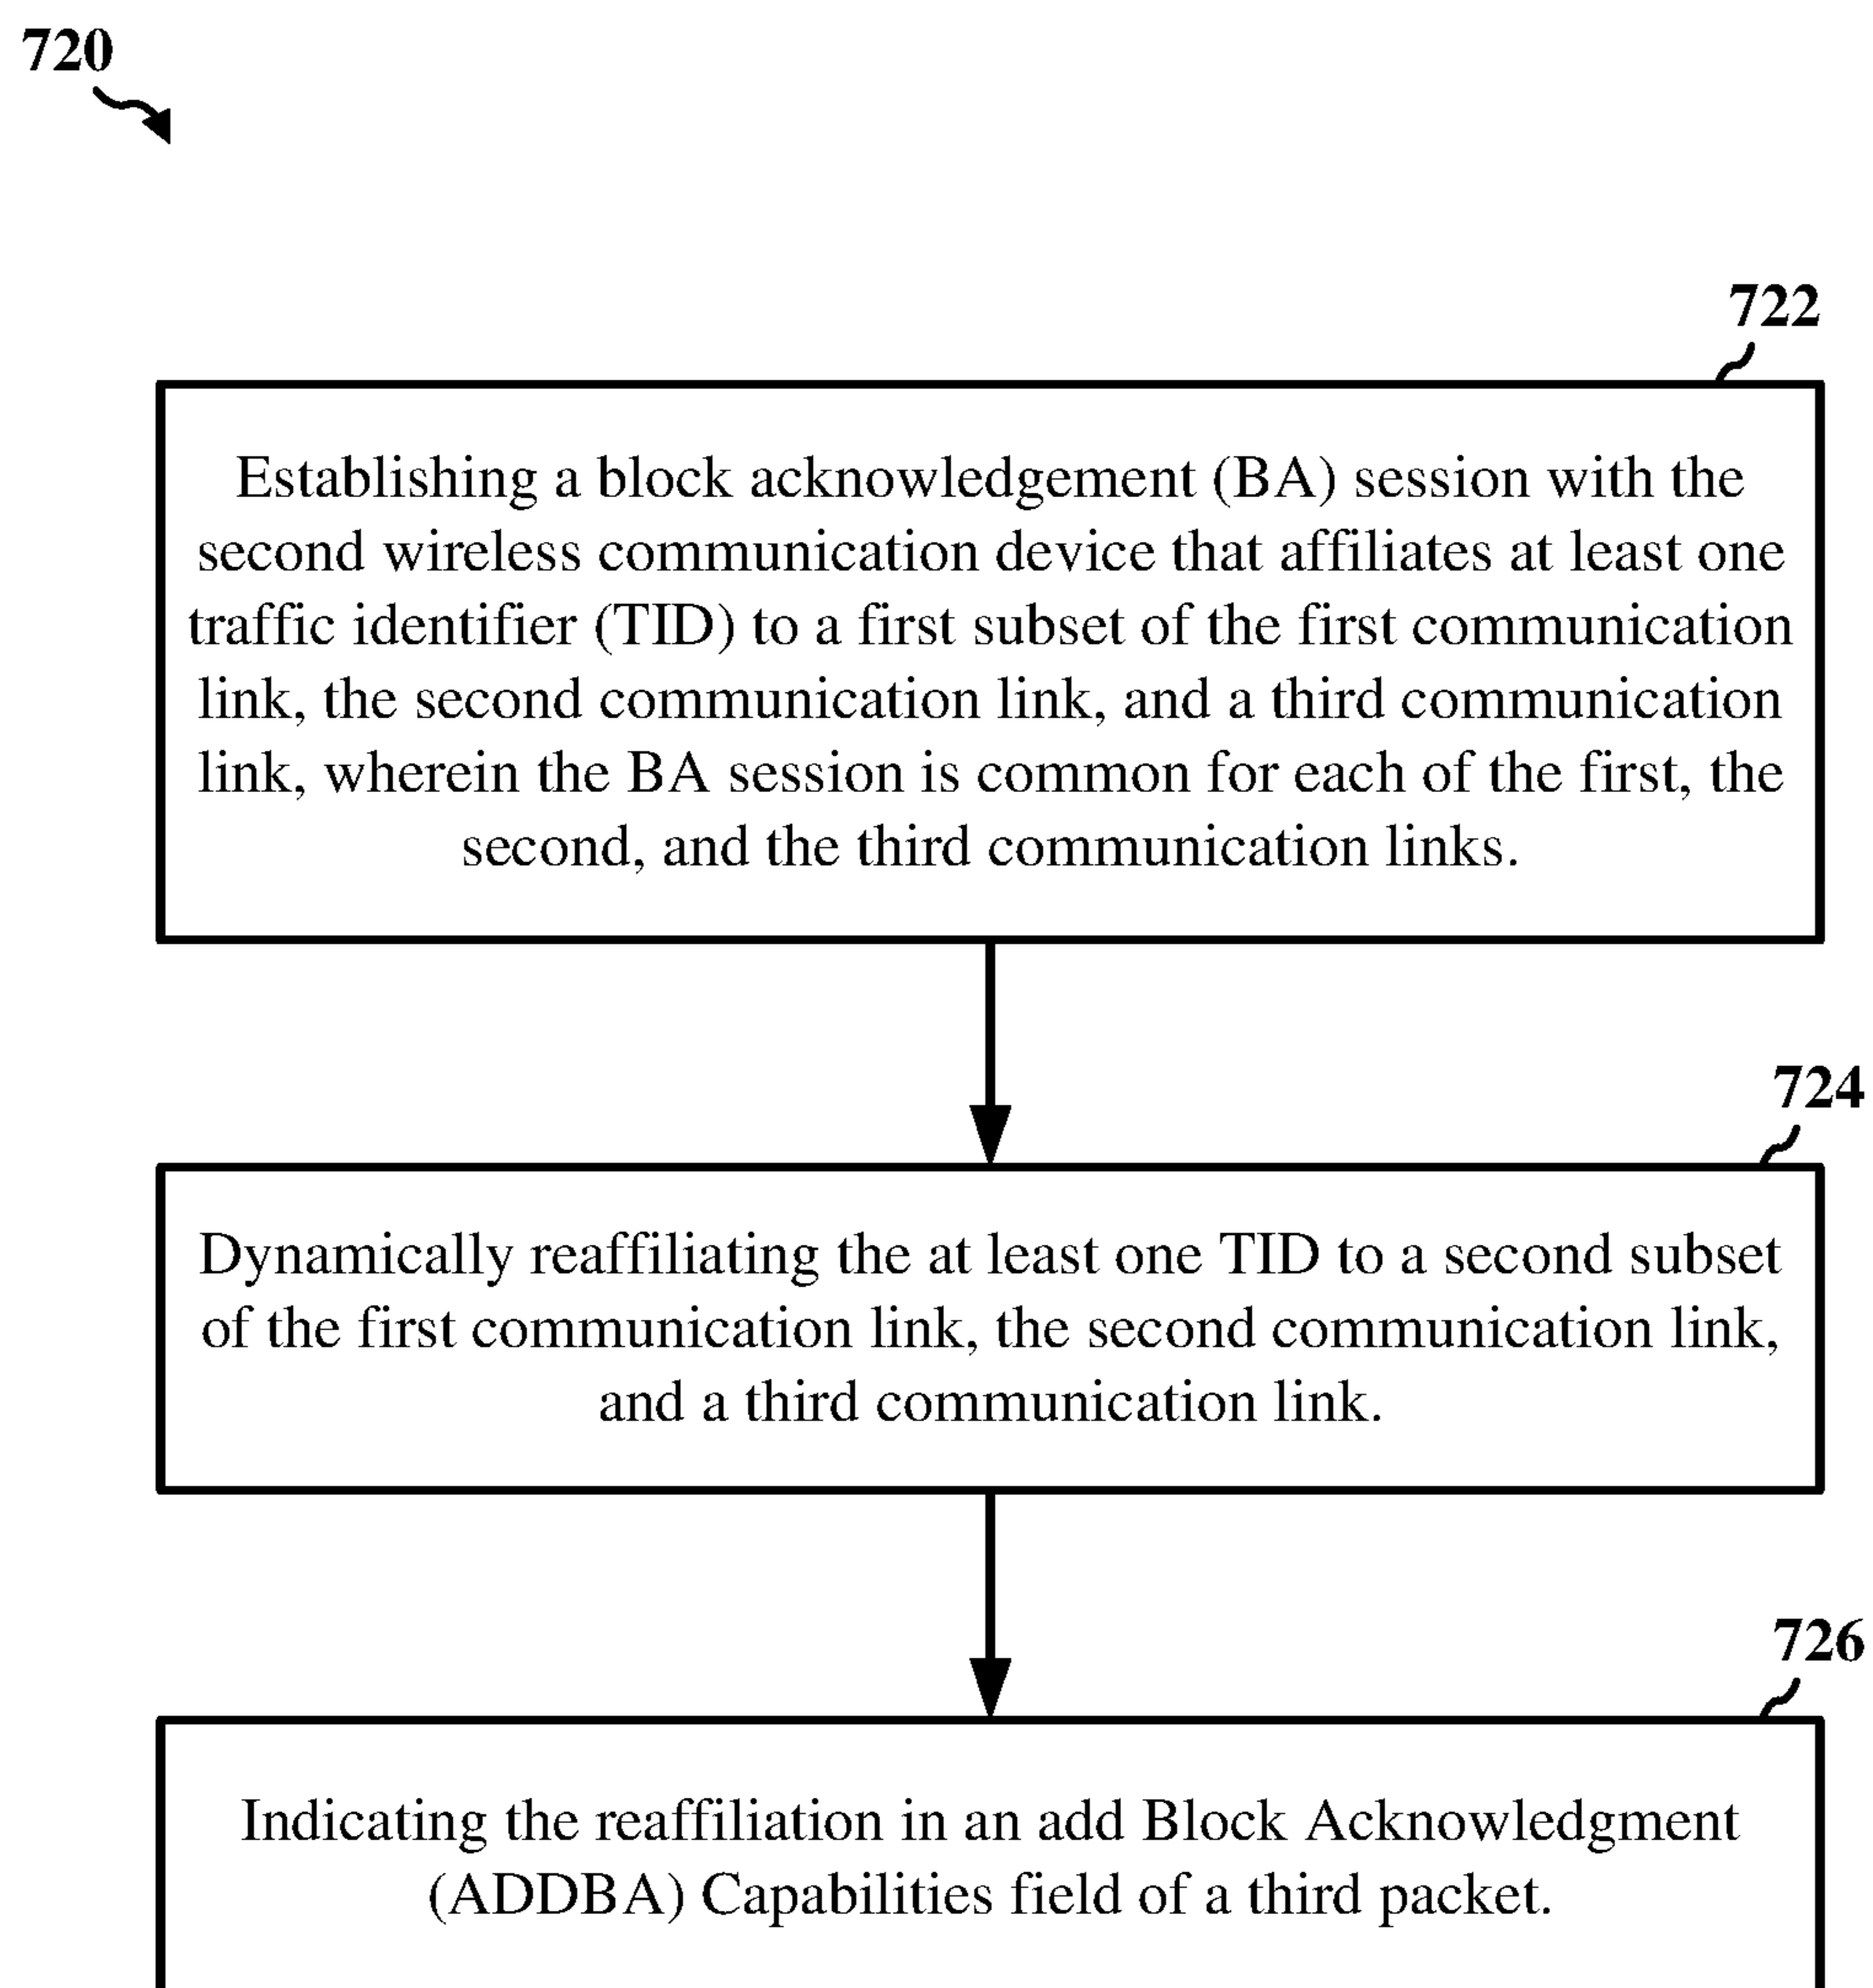 720
722
Establishing a block acknowledgement (BA) session with the
second wireless communication device that affiliates at least one
traffic identifier (TID) to a first subset of the first communication
link, the second communication link, and a third communication
link, wherein the BA session is common for each of the first, the
second, and the third communication links.
724
Dynamically reaffiliating the at least one TID to a second subset
of the first communication link, the second communication link,
and a third communication link.
726
Indicating the reaffiliation in an add Block Acknowledgment
(ADDBA) Capabilities field of a third packet.